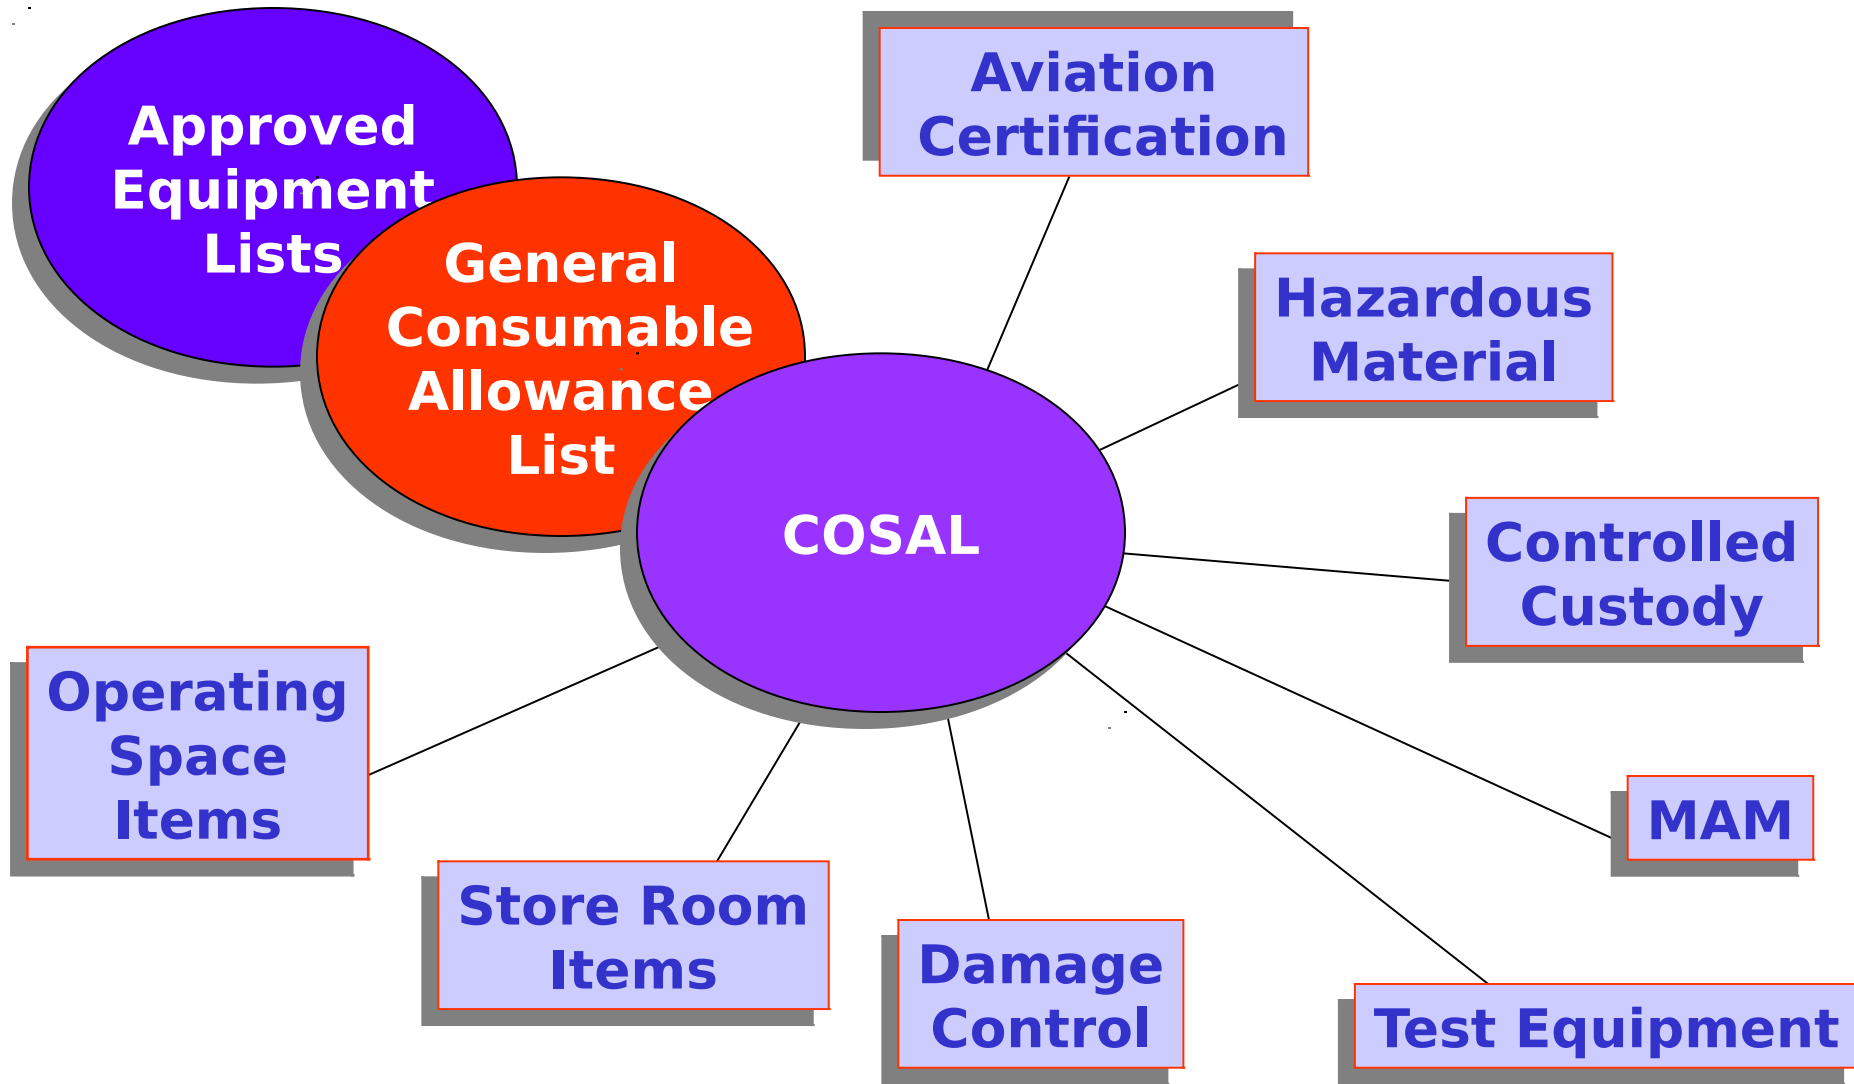 Approved
Equipment
Lists
General
Consumable
Allowance
List
COSAL
Aviation
Certification
Hazardous
Material
Controlled
Custody
MAM
Test Equipment
Damage
Control
Store Room
Items
Operating
Space
Items